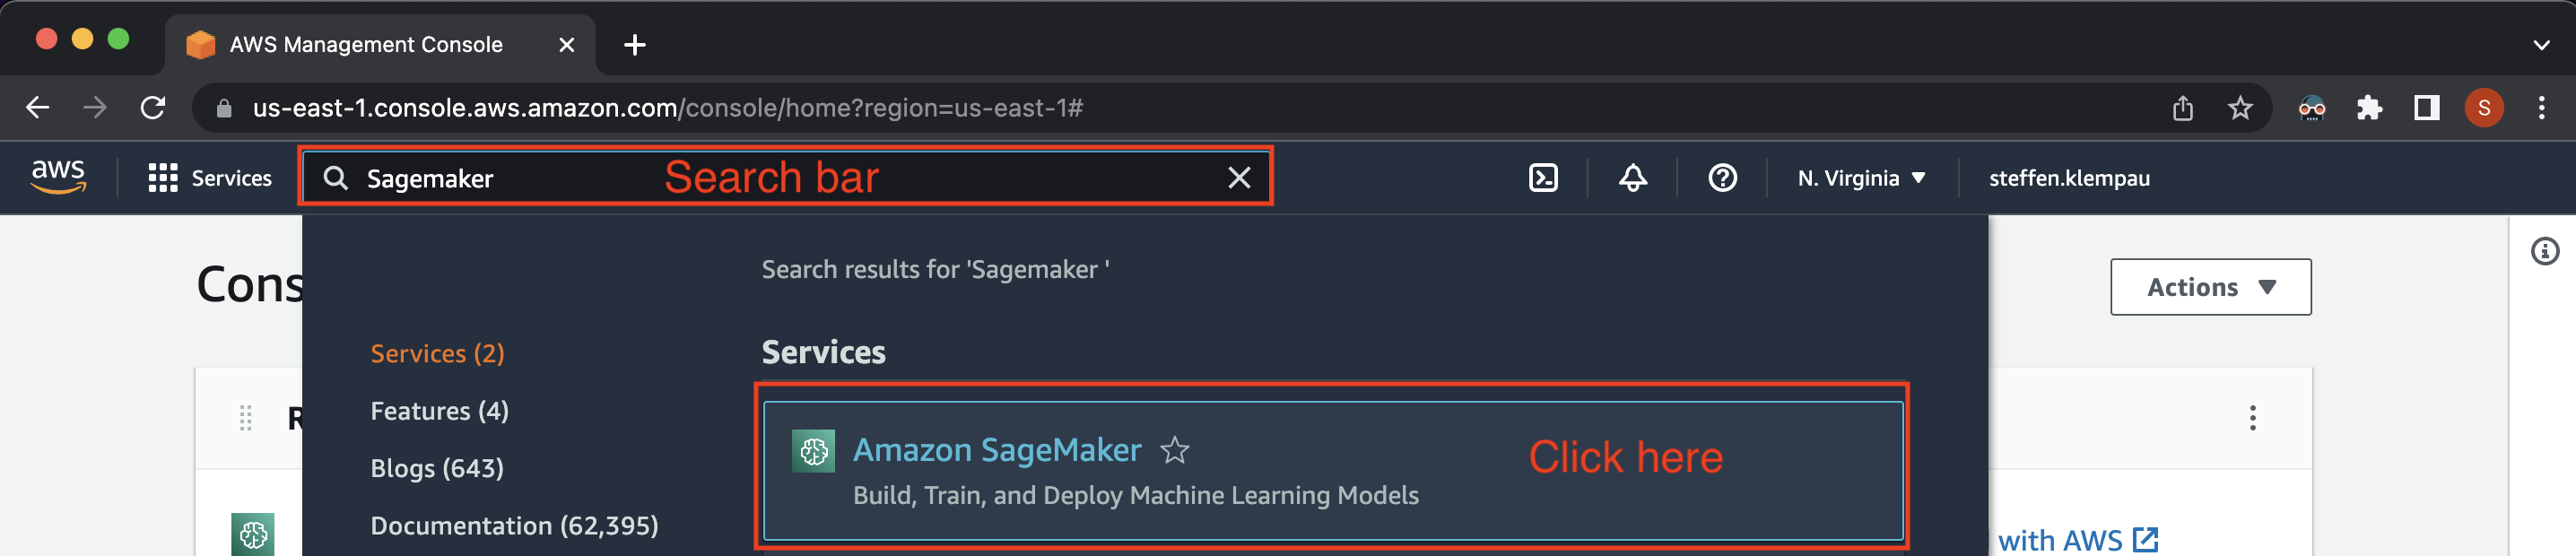 AWS Management Console
us-east-1.console.aws.amazon.com/console/home?region=us-east-1#
S
aws
Services
Sagemaker
Search bar
N. Virginia
steffen.klempau
Cons
Search results for 'Sagemaker '
Actions
Services (2)
Services
Features (4)
R
Amazon SageMaker
Click here
Blogs (643)
Build, Train, and Deploy Machine Learning Models
Documentation (62,395)
with AWS